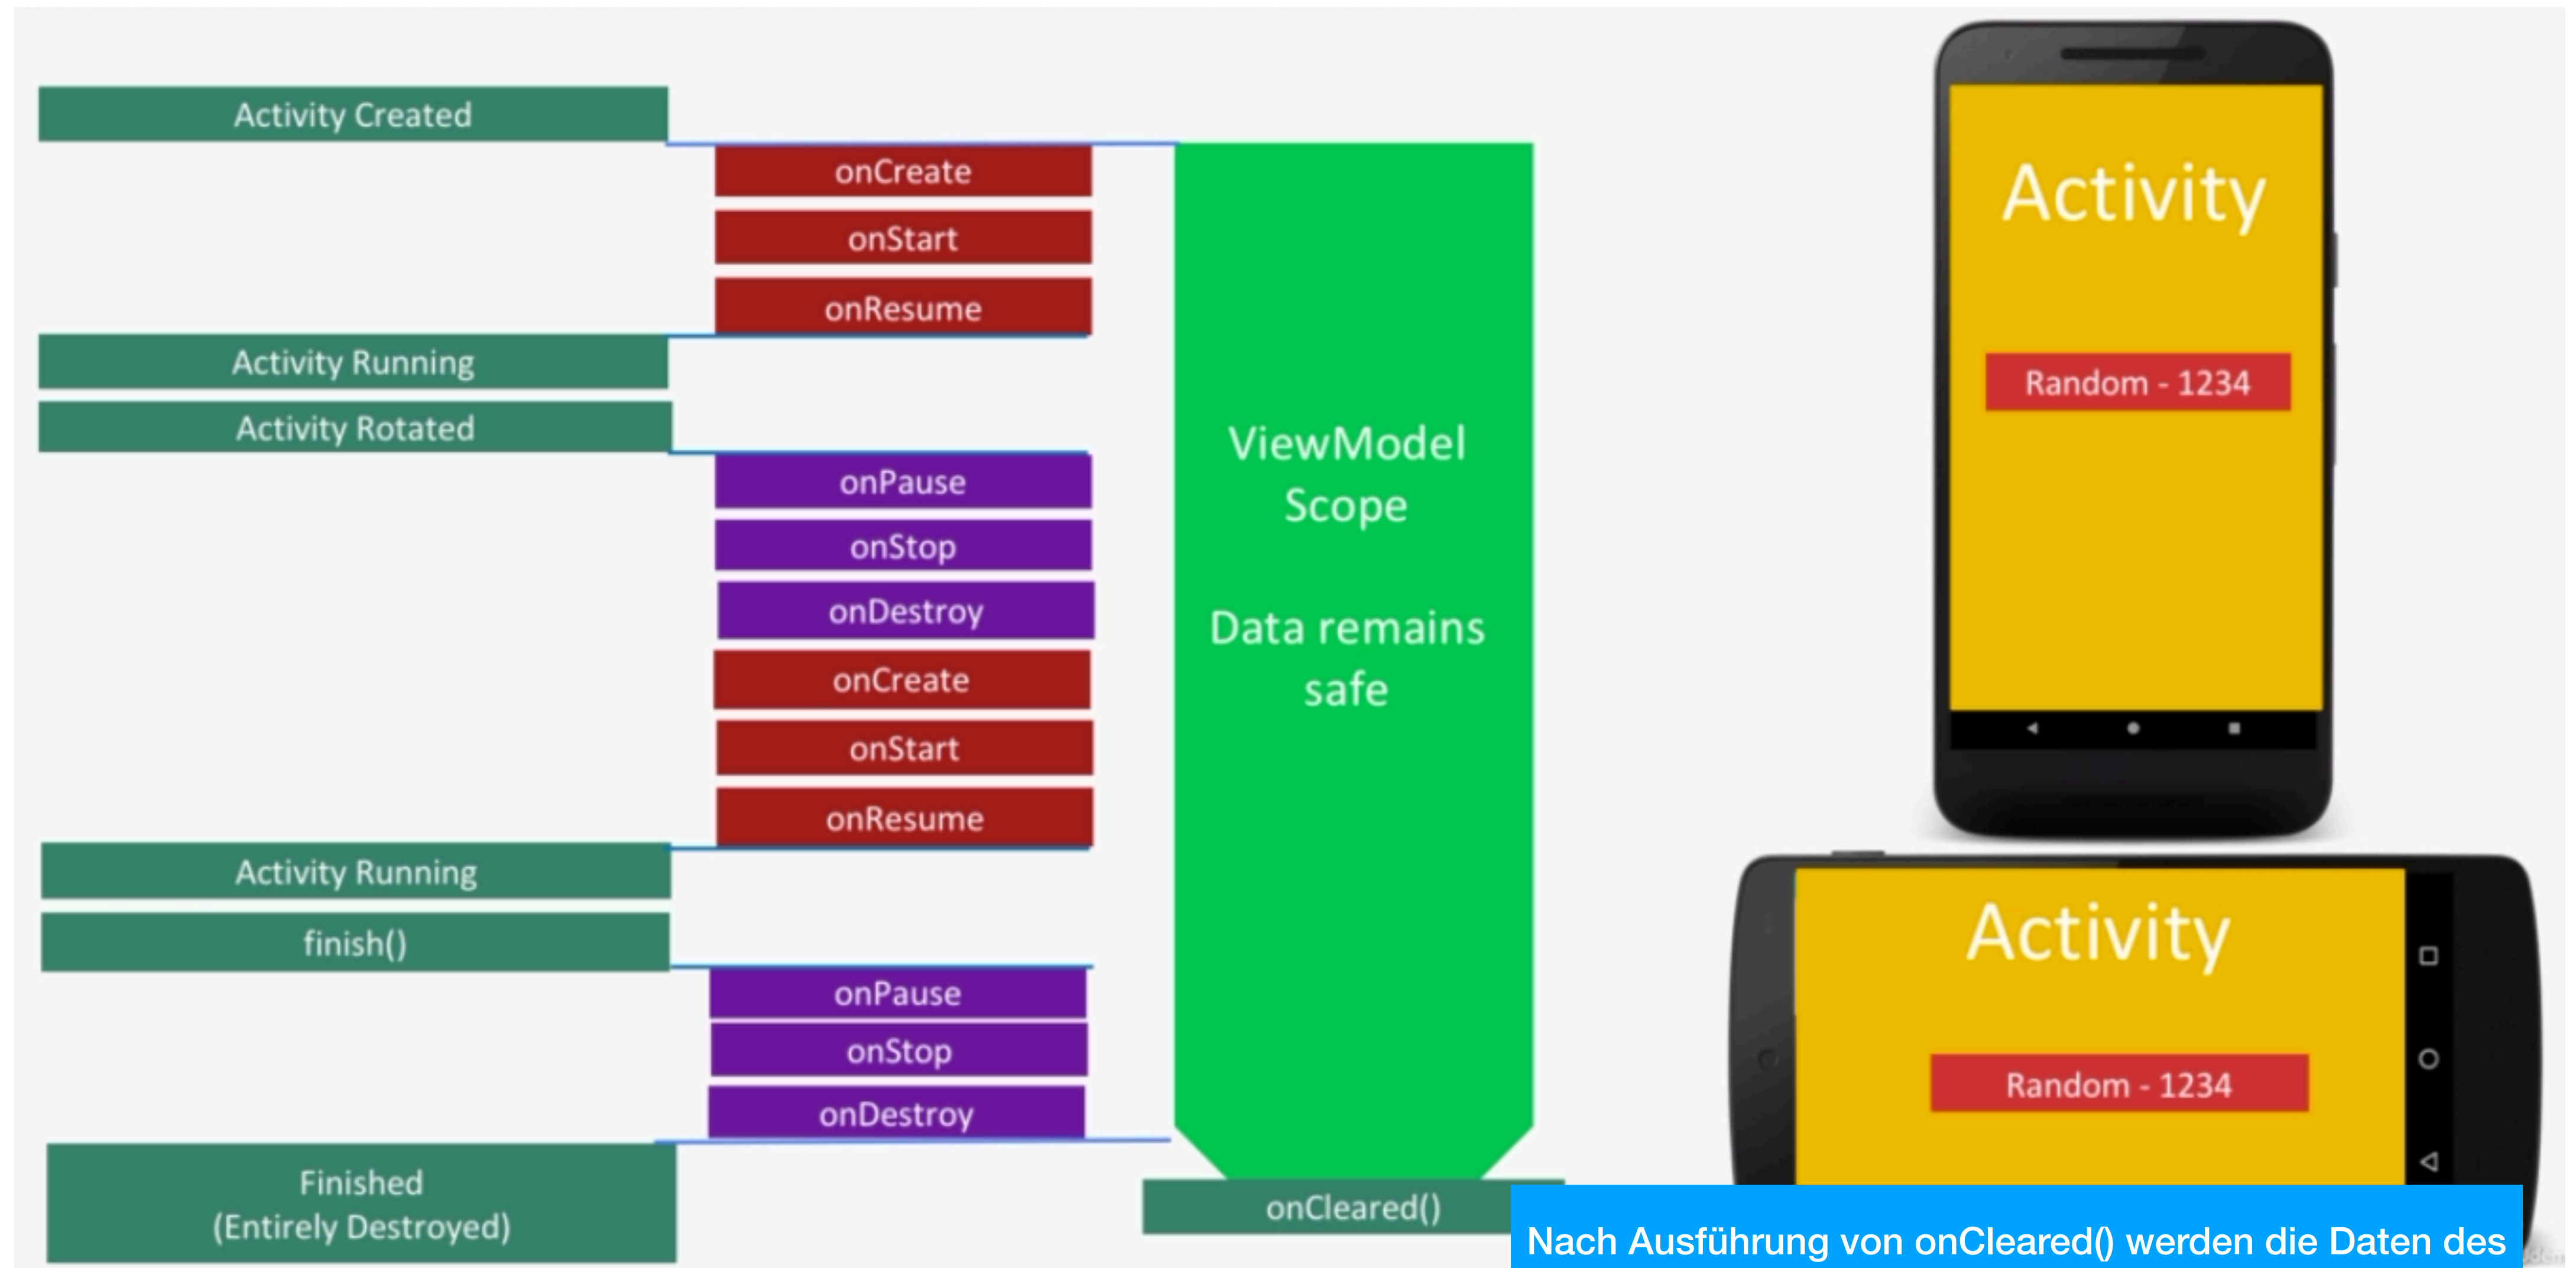 Activity Created
onCreate
onStart
onResume
Activity Running
Activity Rotated
onPause
onStop
onDestroy
onCreate
onStart
onResume
Activity Running
finish()
onPause
onStop
onDestroy
Finished
(Entirely Destroyed)
ViewModel
Scope
Data remains
safe
onCleared()
Activity
Random - 1234
Activity
Random - 1234
Nach Ausführung von onCleared() werden die Daten des